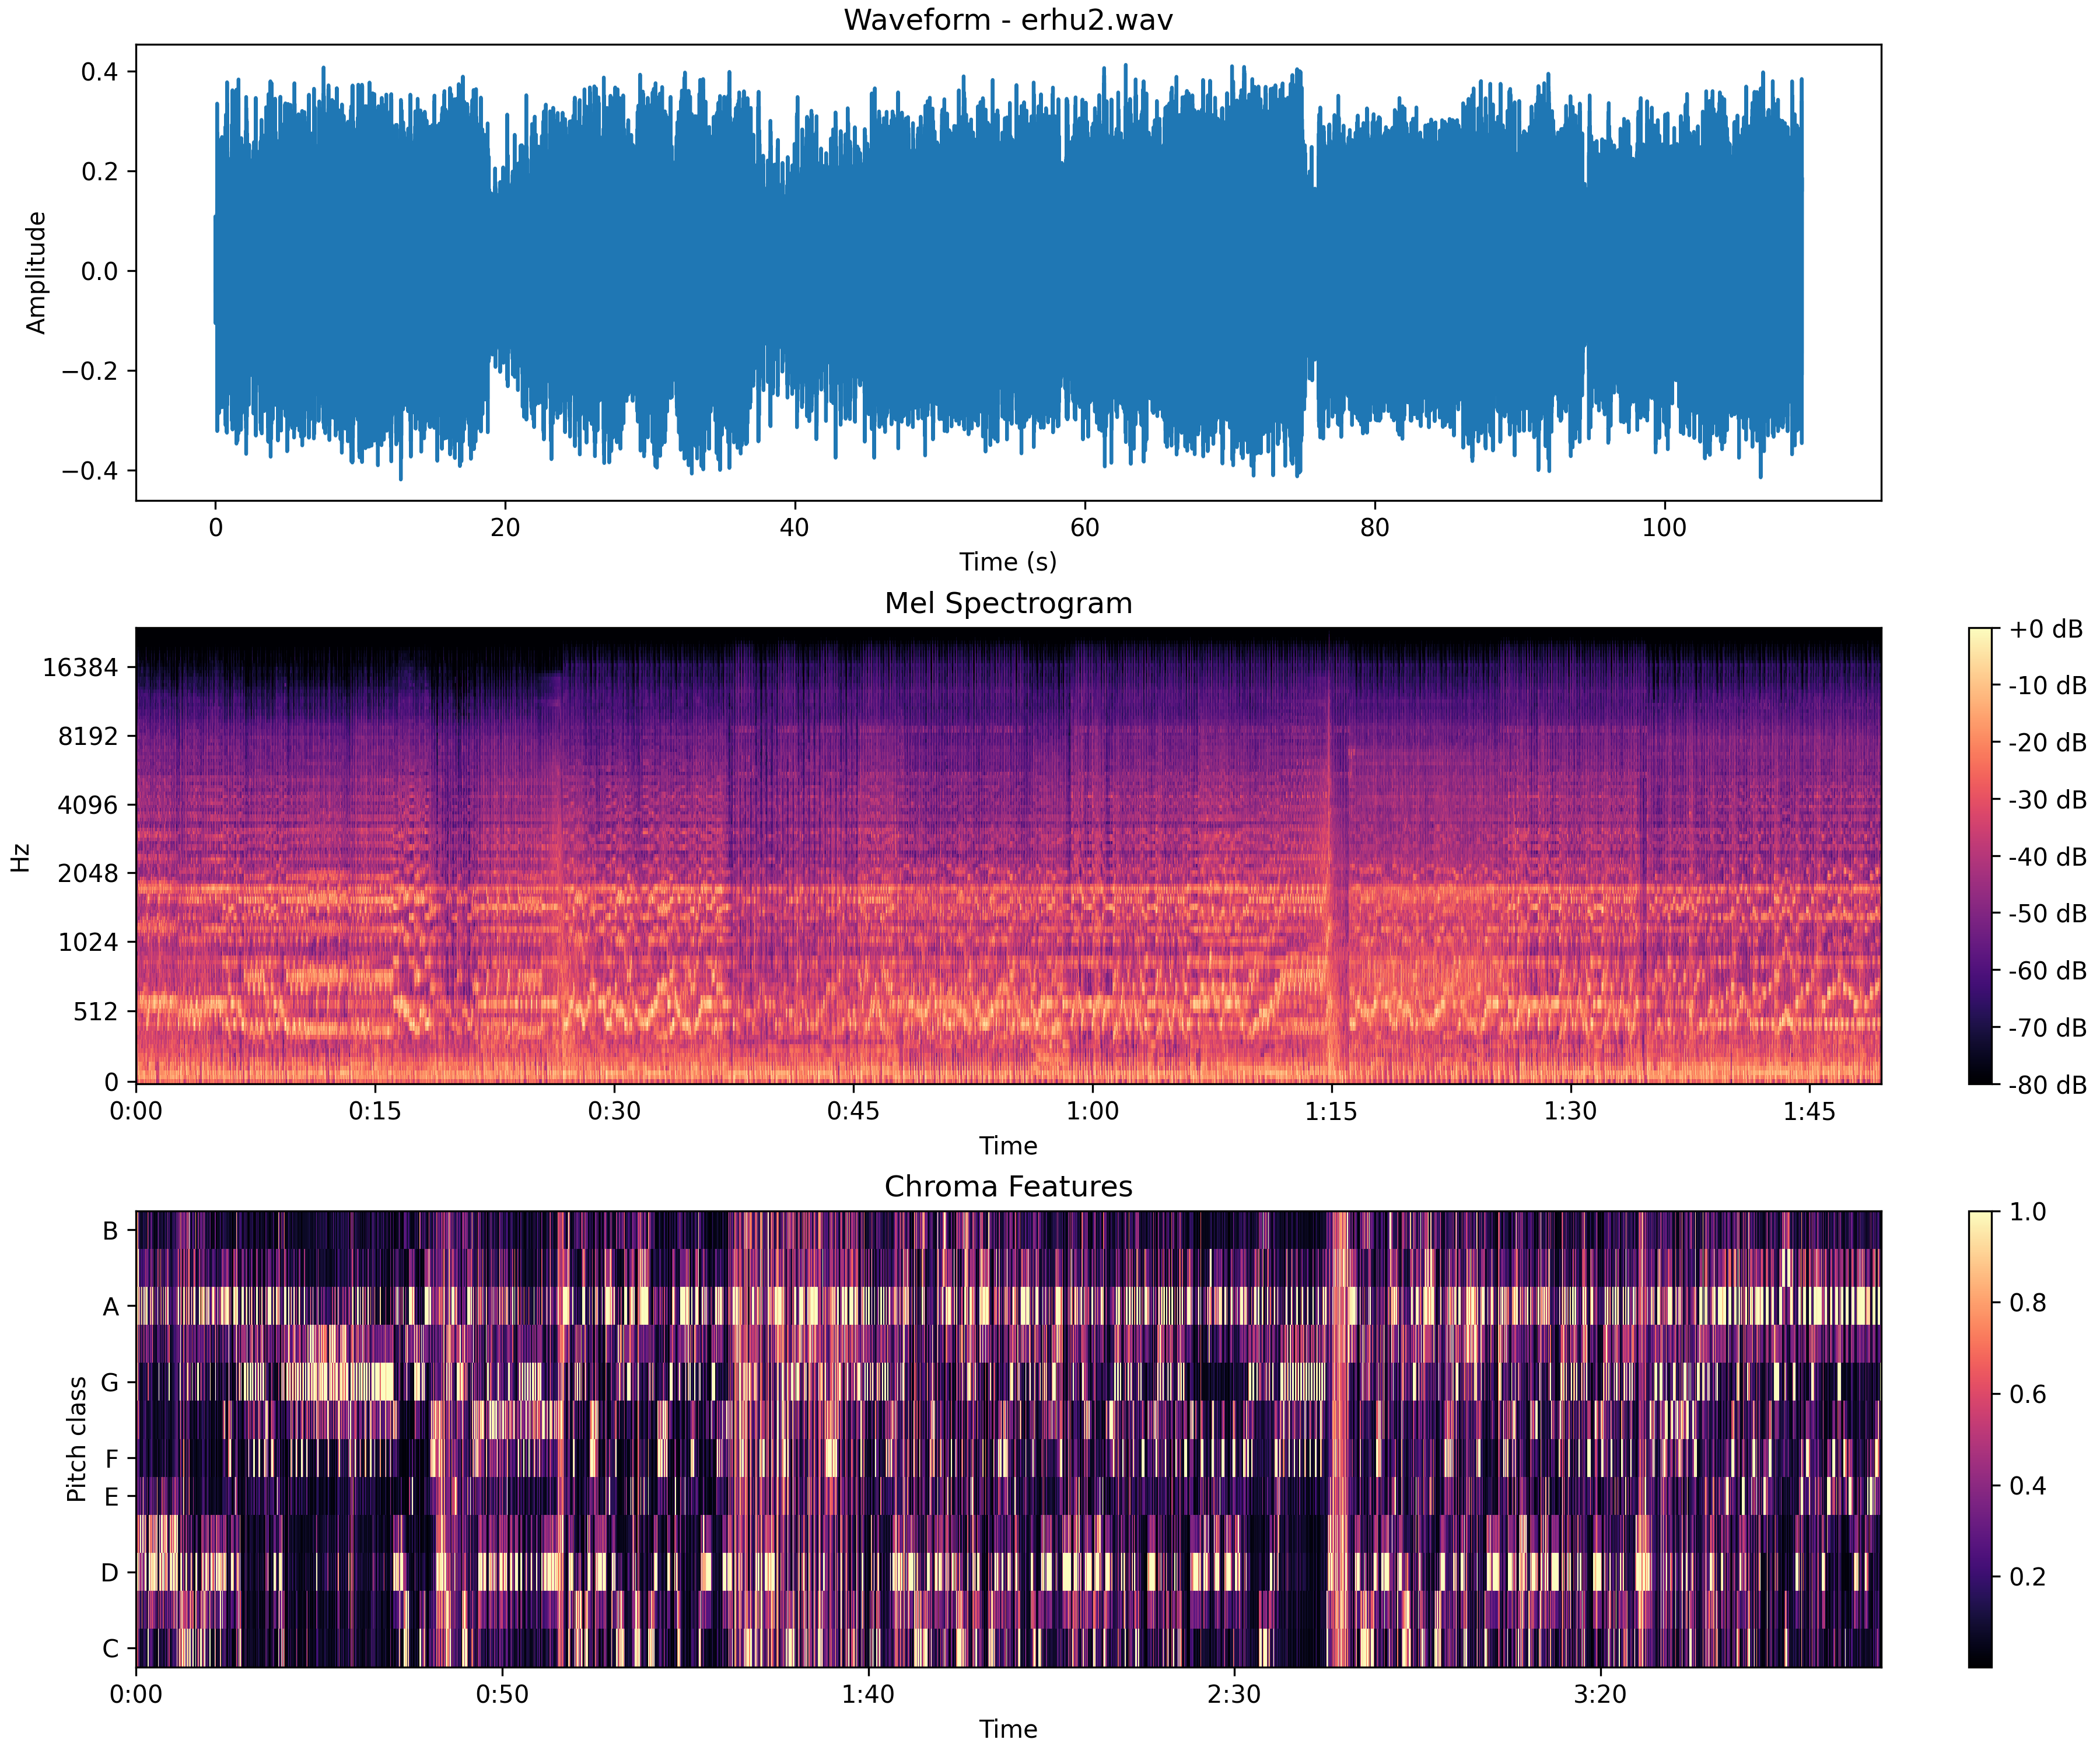 Waveform - erhu2.wav
0.4
0.2
0.0
−0.2
−0.4
Amplitude
0 20 40 60 80 100
Time (s)
Mel Spectrogram
16384
8192
4096
2048
1024
512
0
Hz
+0 dB
-10 dB
-20 dB
-30 dB
-40 dB
-50 dB
-60 dB
-70 dB
-80 dB
0:00 0:15 0:30 0:45 1:00 1:15 1:30 1:45
Time
Chroma Features
B
A
G
F
E
D
C
Pitch class
1.0
0.8
0.6
0.4
0.2
0:00 0:50 1:40 2:30 3:20
Time